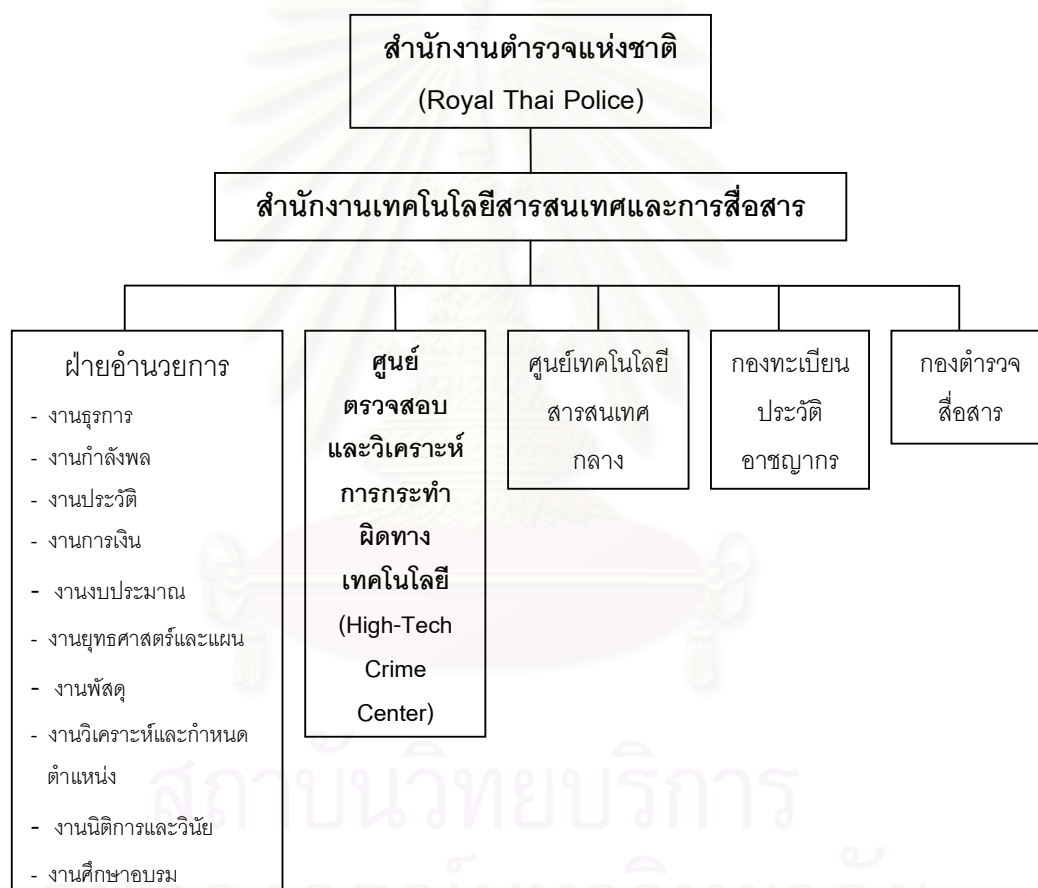 สำนักงานตำรวจแห่งชาติ
(Royal Thai Police)
สำนักงานเทคโนโลยีสารสนเทศและการสื่อสาร
ฝ่ายอำนวยการ
- งานธุรการ
- งานกำลังพล
- งานประวัติ
- งานการเงิน
- งานงบประมาณ
- งานยุทธศาสตร์และแผน
- งานพัสดุ
- งานวิเคราะห์และกำหนด
ตำแหน่ง
- งานนิติการและวินัย
- งานศึกษาอบรม
ศูนย์
ตรวจสอบ
และวิเคราะห์
การกระทำ
ผิดทาง
เทคโนโลยี
(High-Tech
Crime
Center)
ศูนย์เทคโนโลยี
สารสนเทศ
กลาง
กองทะเบียน
ประวัติ
อาชญากร
กองตำรวจ
สื่อสาร
สถาบันวิทยบริการ